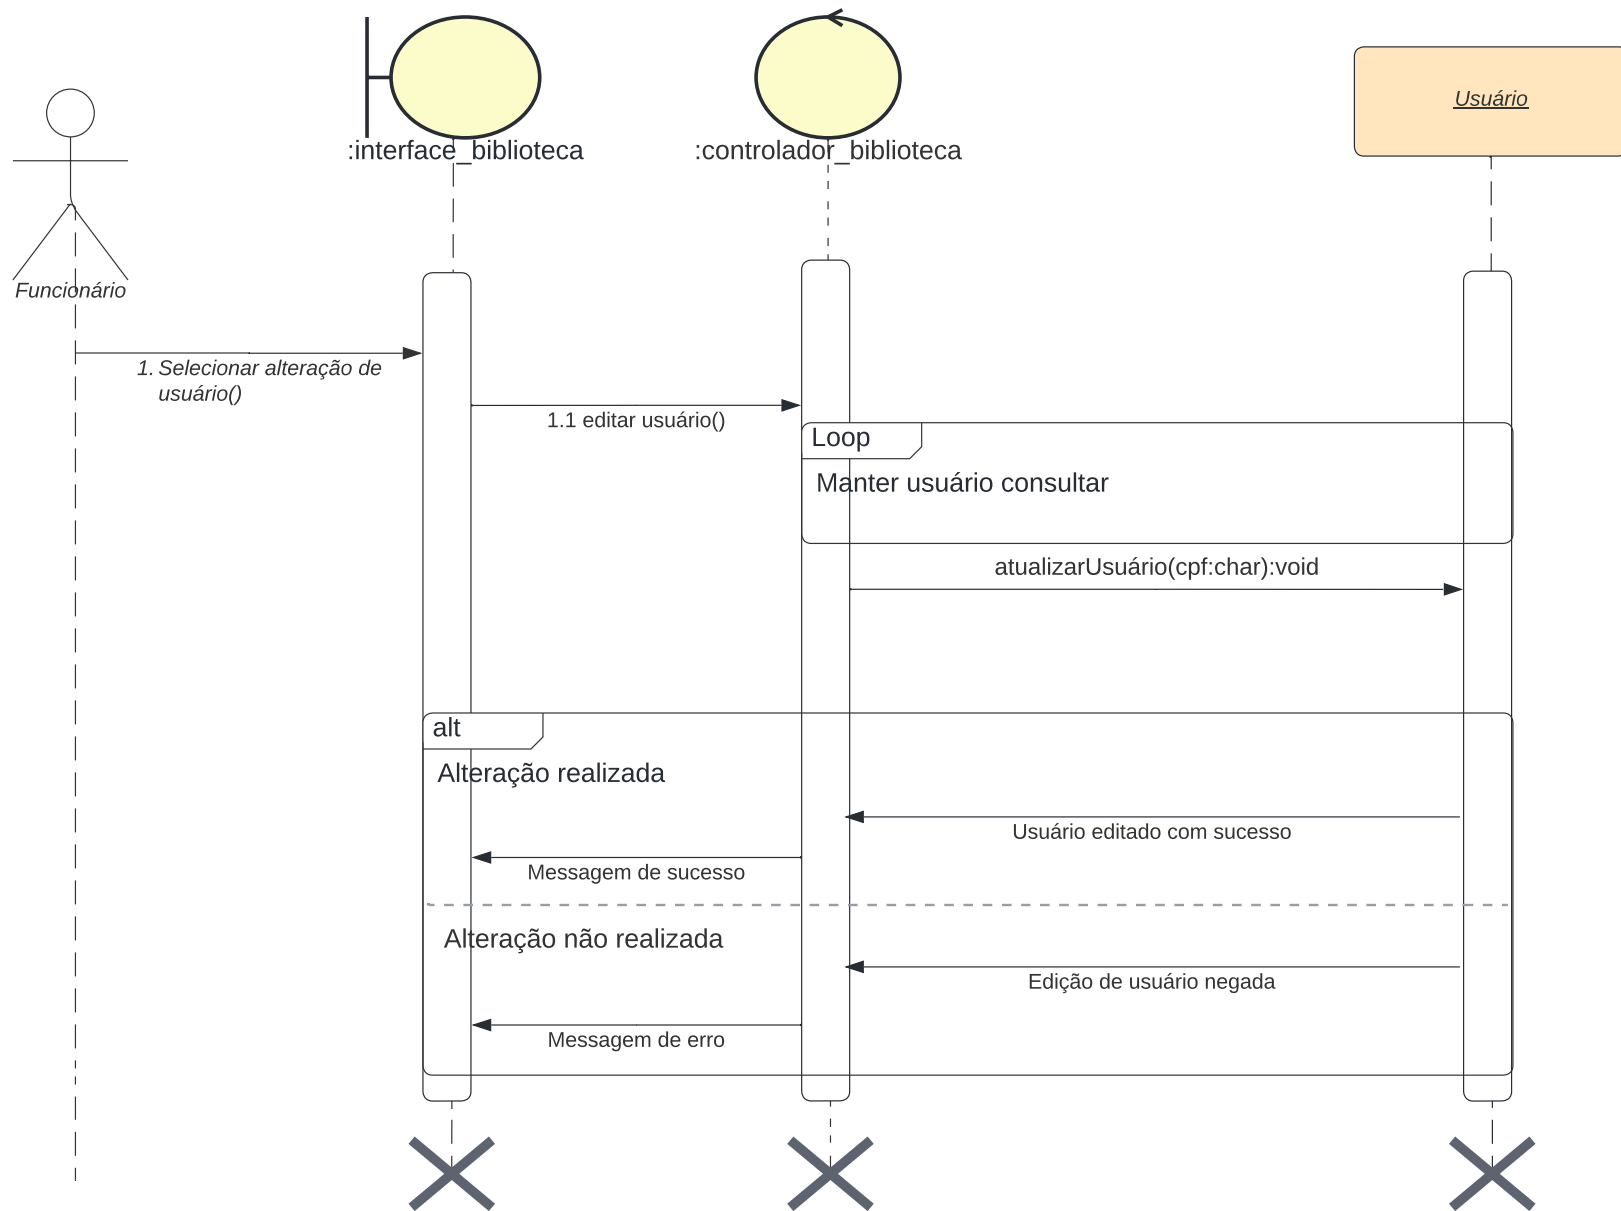 Usuário
:interface_biblioteca
:controlador_biblioteca
Funcionário
1. Selecionar alteração de
usuário()
1.1 editar usuário()
Loop
Manter usuário consultar
atualizarUsuário(cpf:char):void
alt
Alteração realizada
Usuário editado com sucesso
Messagem de sucesso
Alteração não realizada
Edição de usuário negada
Messagem de erro